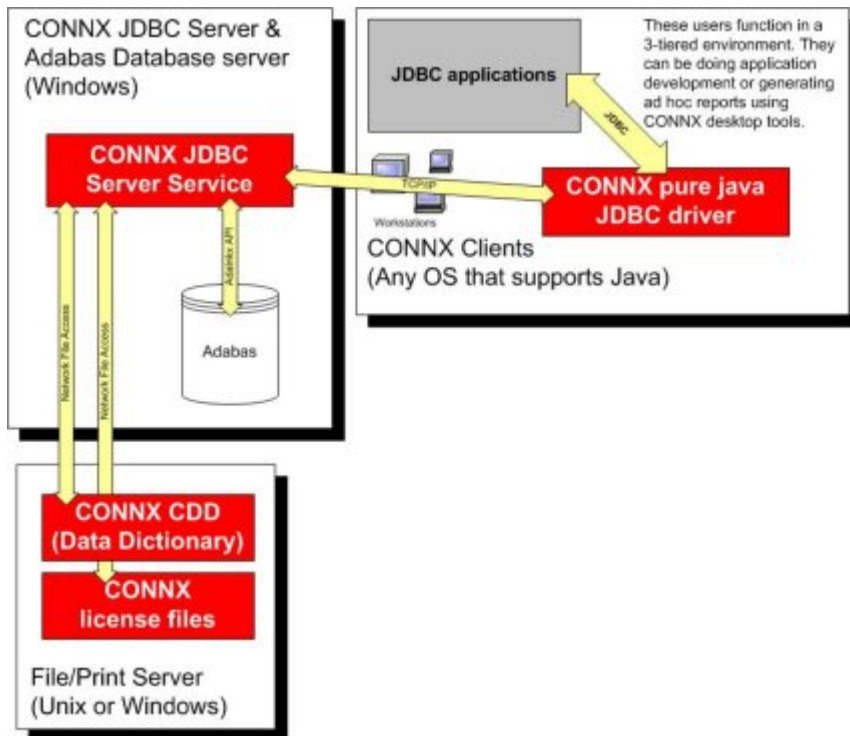 CONNX JDBC Server &
Adabas Database server
(Windows)
CONNX JDBC
Server Service
Adalnkx API
Adabas
Network File Access
Network File Access
JDBC applications
These users function in a
3-tiered environment. They
can be doing application
development or generating
ad hoc reports using
CONNX desktop tools.
JDBC
TCP/IP
Workstations
CONNX pure java
JDBC driver
CONNX Clients
(Any OS that supports Java)
CONNX CDD
(Data Dictionary)
CONNX
license files
File/Print Server
(Unix or Windows)